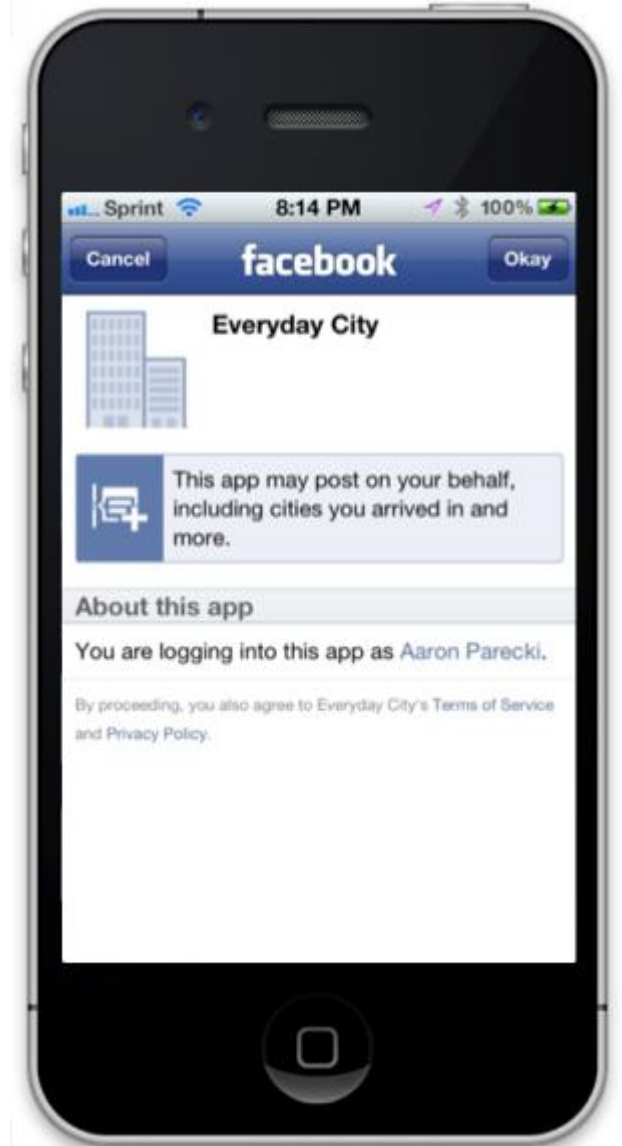 Sprint 8:14 PM 100%
Cancel facebook Okay
Everyday City
This app may post on your behalf,
including cities you arrived in and
more.
About this app
You are logging into this app as Aaron Parecki.
By proceeding, you also agree to Everyday City's Terms of Service
and Privacy Policy.